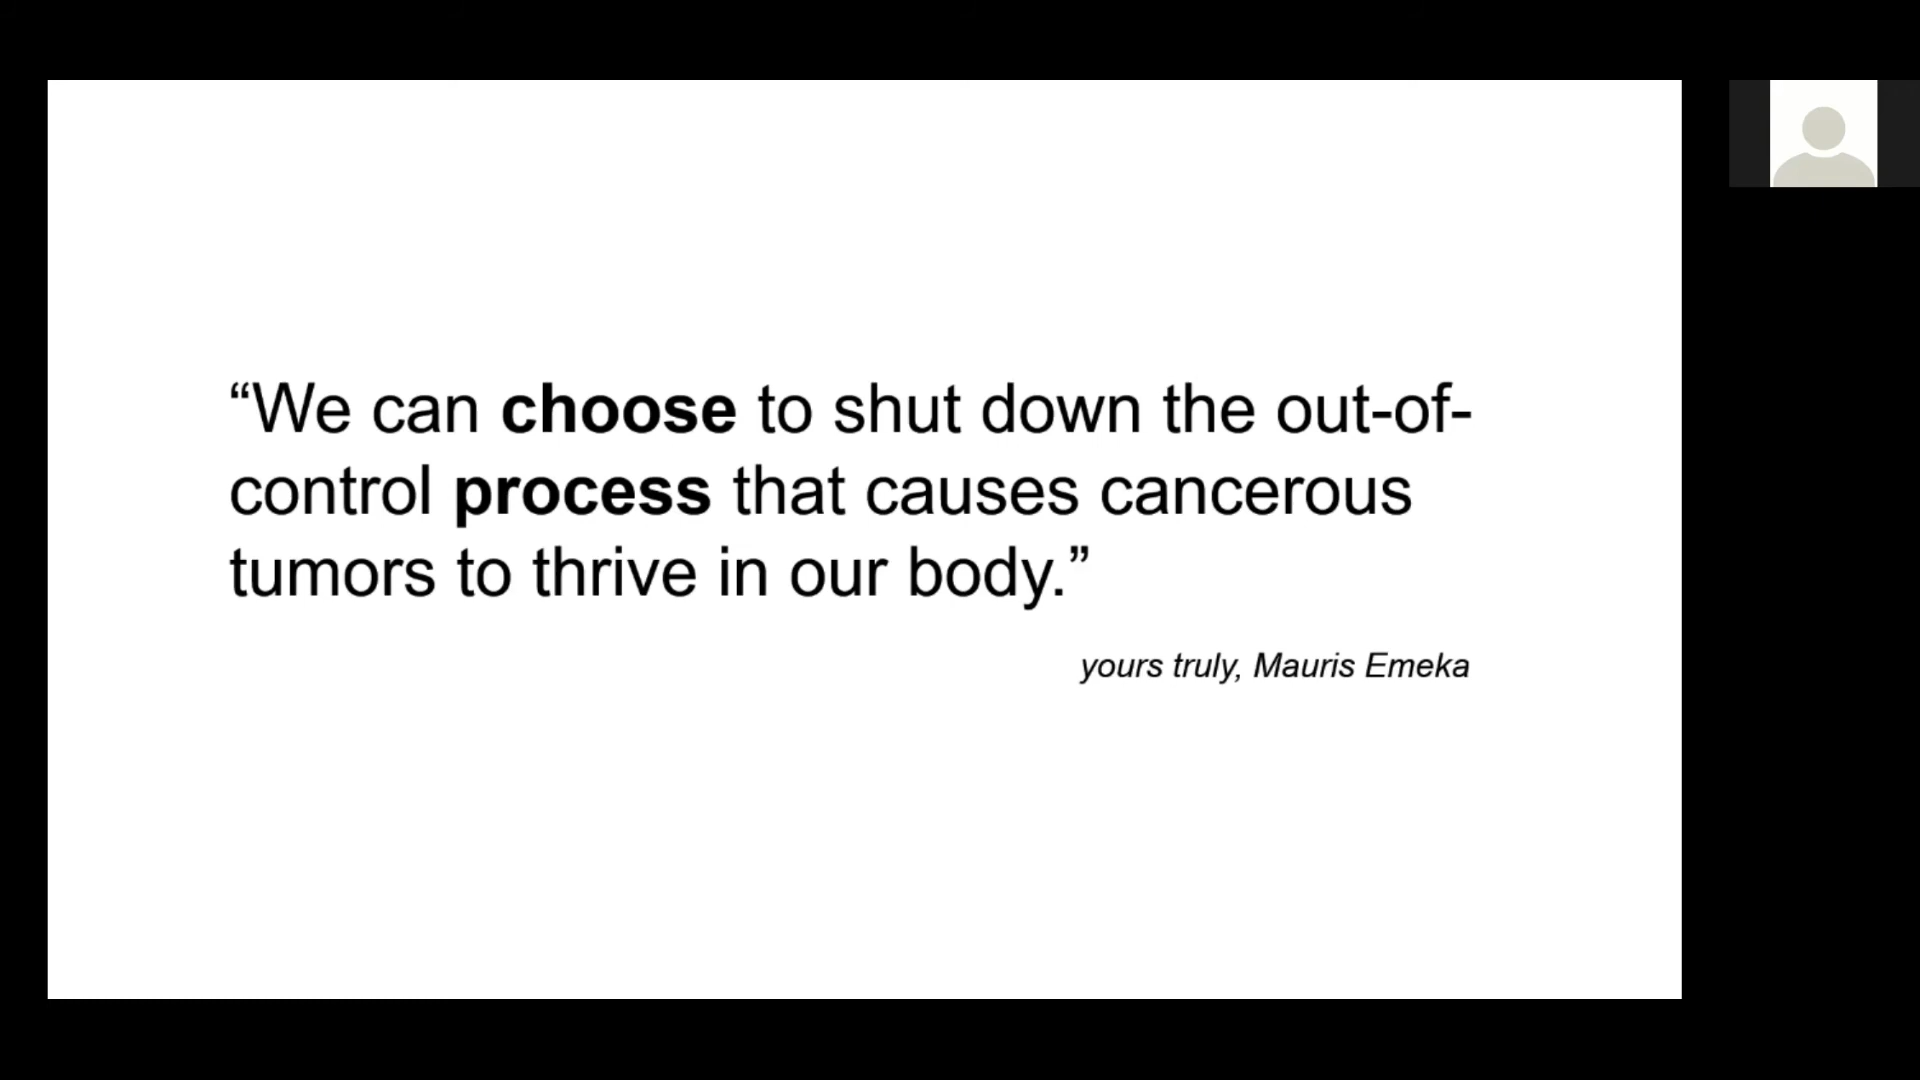 “We can choose to shut down the out-of-
control process that causes cancerous
tumors to thrive in our body.”
yours truly, Mauris Emeka